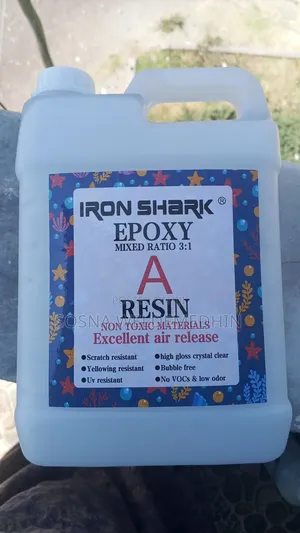 IRON SHARK ®
EPOXY
MIXED RATIO 3:1
A
RESIN
NON TOXIC MATERIALS
Excellent air release
●Scratch resistant ●high gloss crystal clear
●Yellowing resistant ●Bubble free
●Uv resistant ●No VOCs & low odor